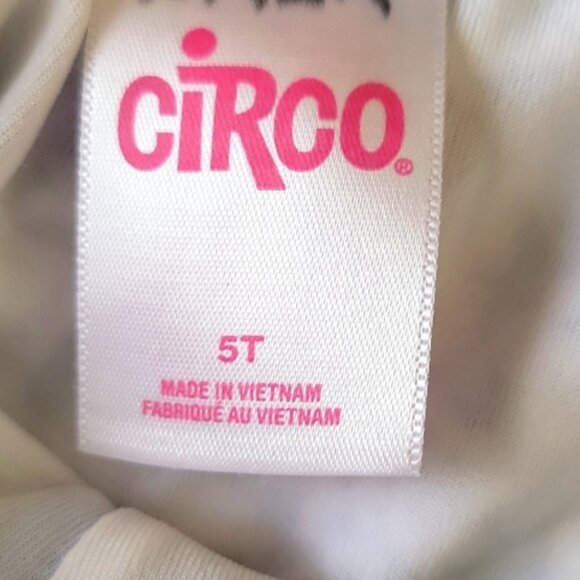 CiRCO®
5T
MADE IN VIETNAM
FABRIQUÉ AU VIETNAM